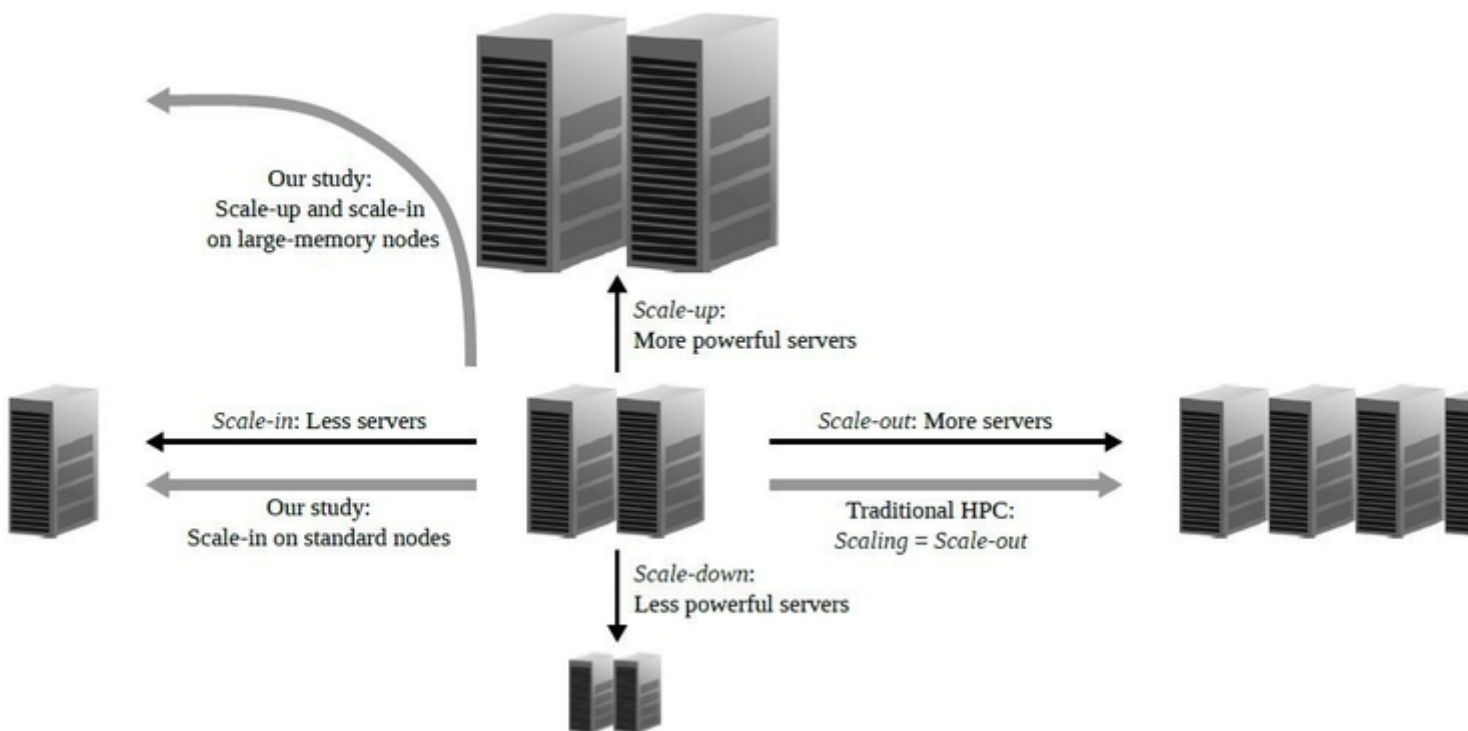 Our study:
Scale-up and scale-in
on large-memory nodes
Scale-up:
More powerful servers
Scale-in: Less servers
Scale-out: More servers
Our study:
Scale-in on standard nodes
Traditional HPC:
Scaling = Scale-out
Scale-down:
Less powerful servers